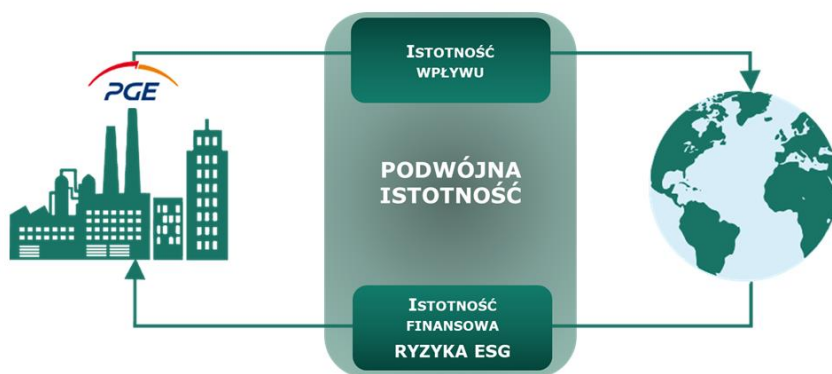 PGE
ISTOTNOŚĆ
WPŁYWU
PODWÓJNA
ISTOTNOŚĆ
ISTOTNOŚĆ
FINANSOWA
RYZYKA ESG